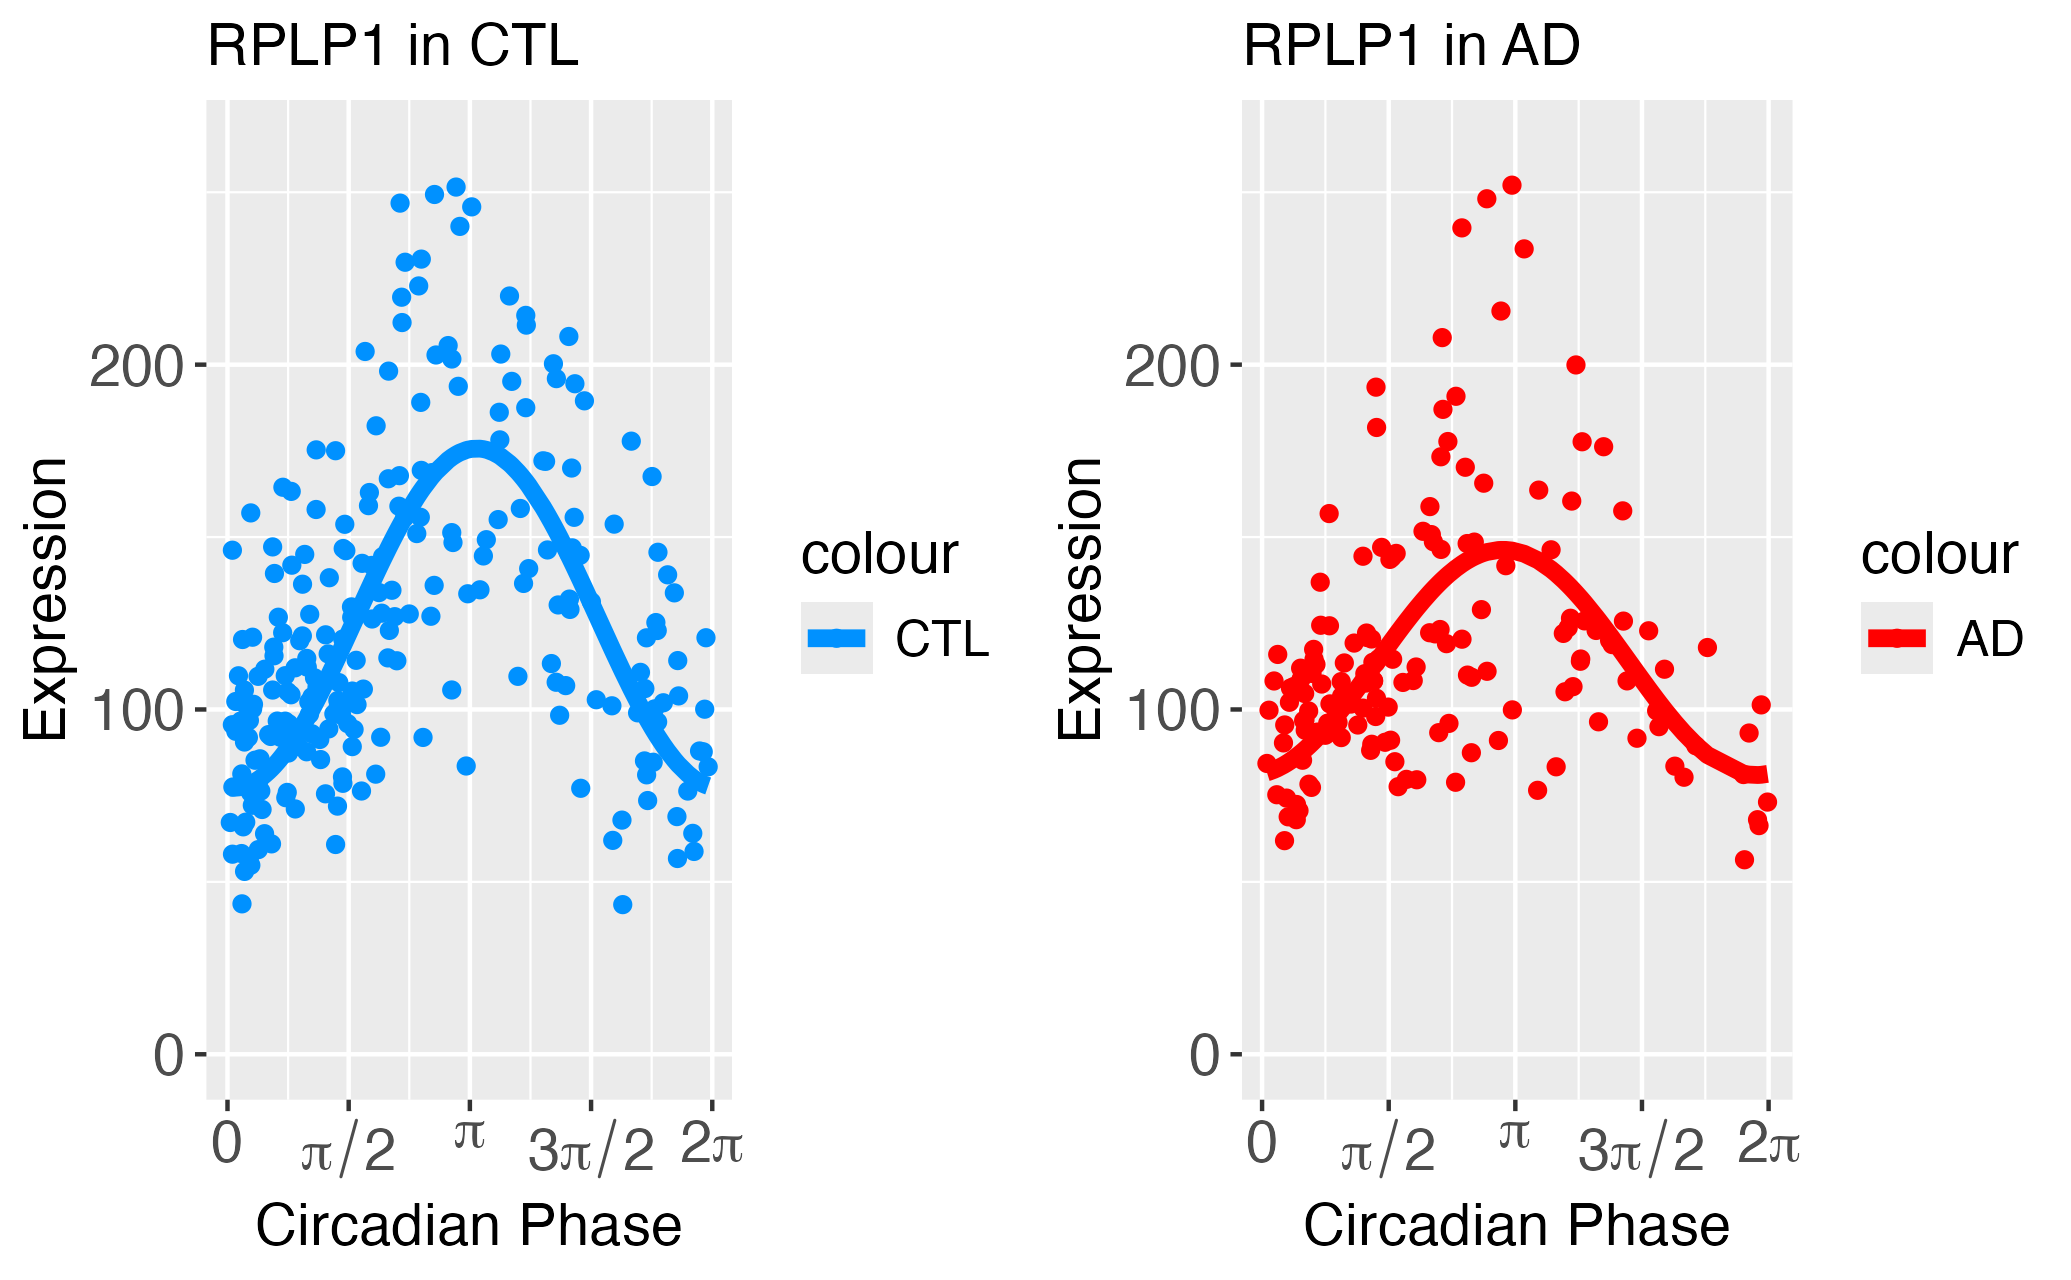 RPLP1 in CTL
Expression
200
100
0
0 π/2 π 3π/2 2π
Circadian Phase
colour
CTL
RPLP1 in AD
Expression
200
100
0
0 π/2 π 3π/2 2π
Circadian Phase
colour
AD